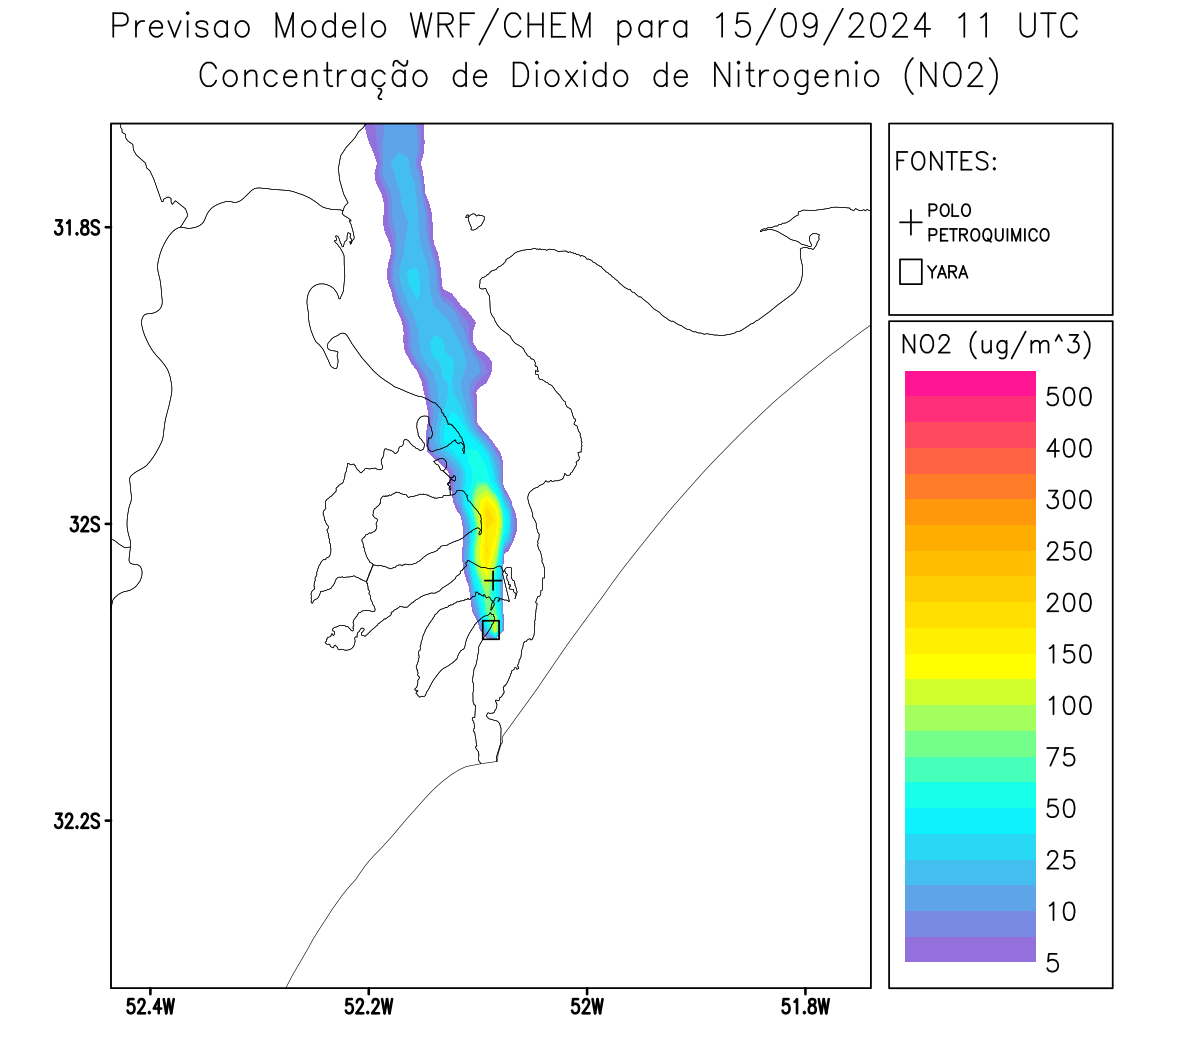 Previsao Modelo WRF/CHEM para 15/09/2024 11 UTC
Concentração de Dioxido de Nitrogenio (NO2)
FONTES:
POLO
PETROQUIMICO
YARA
31.8S
32S
32.2S
52.4W
52.2W
52W
51.8W
NO2 (ug/m^3)
500
400
300
250
200
150
100
75
50
25
10
5